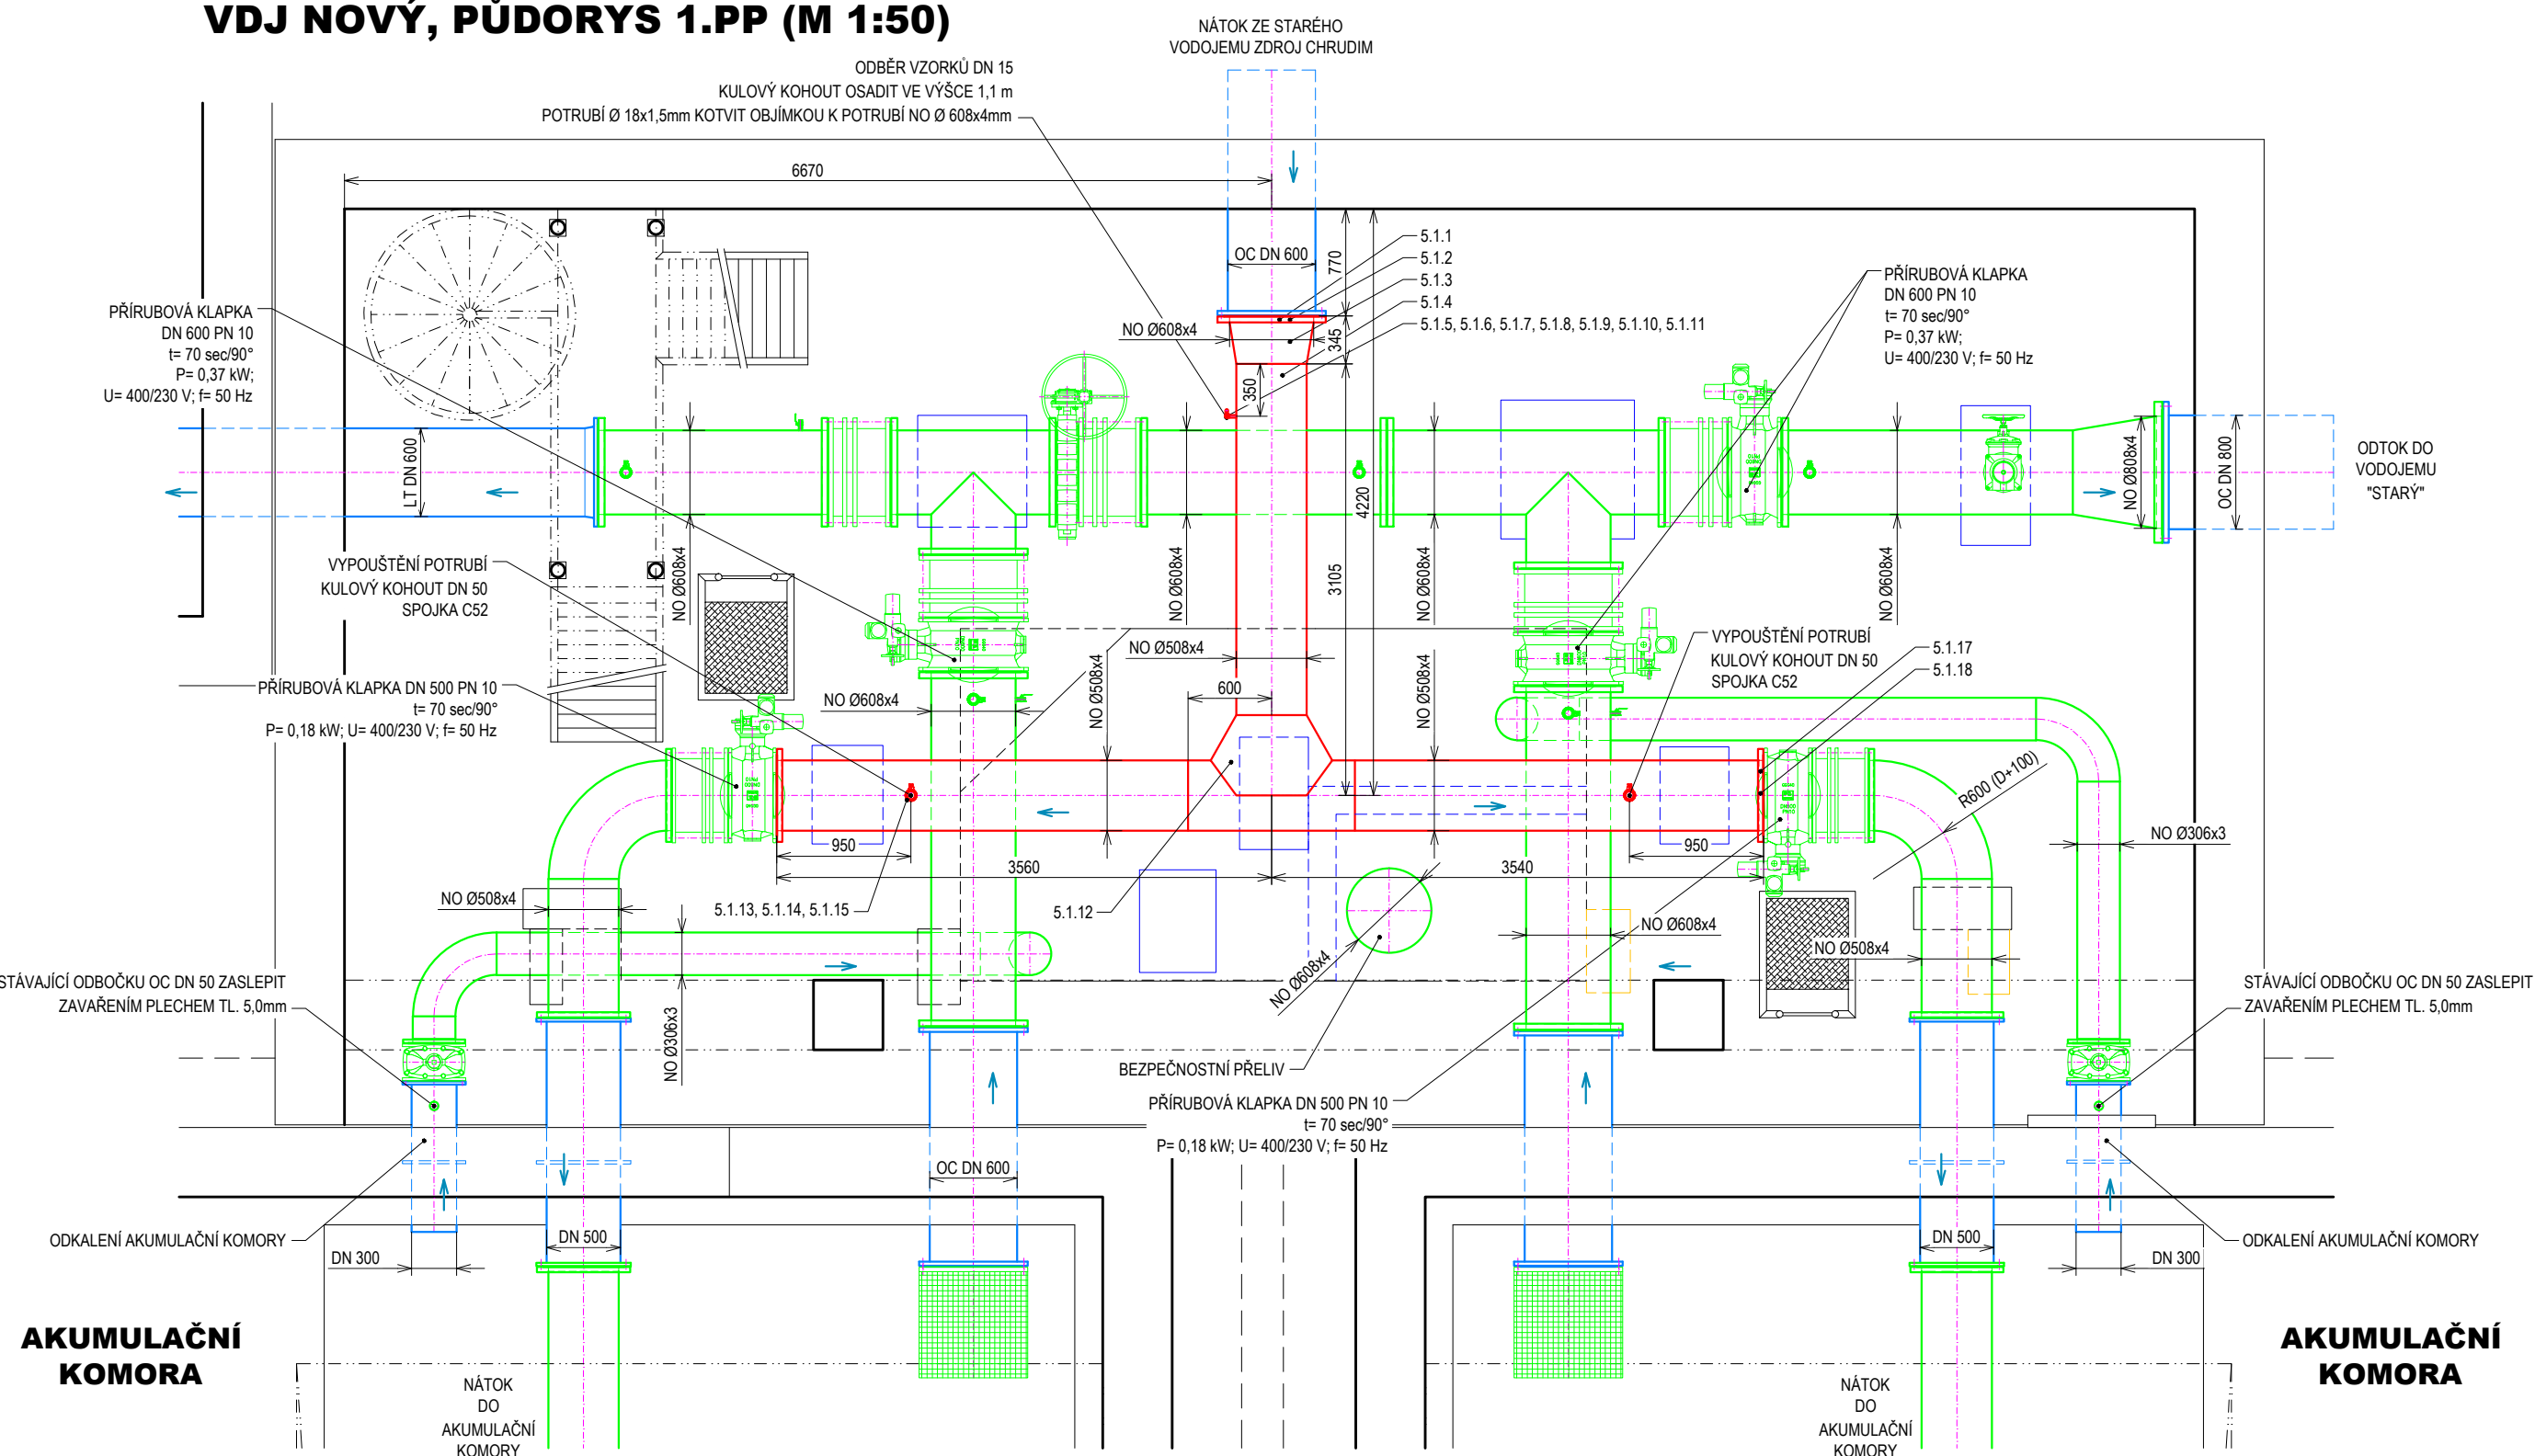 VDJ NOVÝ, PŮDORYS 1.PP (M 1:50)
NÁTOK ZE STARÉHO
VODOJEMU ZDROJ CHRUDIM
ODBĚR VZORKŮ DN 15
KULOVÝ KOHOUT OSADIT VE VÝŠCE 1,1 m
POTRUBÍ Ø 18x1,5mm KOTVIT OBJÍMKOU K POTRUBÍ NO Ø 608x4mm
6670
OC DN 600
770
5.1.1
5.1.2
5.1.3
5.1.4
5.1.5, 5.1.6, 5.1.7, 5.1.8, 5.1.9, 5.1.10, 5.1.11
NO Ø608x4
345
350
4220
3105
PŘÍRUBOVÁ KLAPKA
DN 600 PN 10
t= 70 sec/90°
P= 0,37 kW;
U= 400/230 V; f= 50 Hz
PŘÍRUBOVÁ KLAPKA
DN 600 PN 10
t= 70 sec/90°
P= 0,37 kW;
U= 400/230 V; f= 50 Hz
LT DN 600
NO Ø808x4
OC DN 800
ODTOK DO
VODOJEMU
"STARÝ"
NO Ø608x4
NO Ø608x4
NO Ø608x4
NO Ø608x4
VYPOUŠTĚNÍ POTRUBÍ
KULOVÝ KOHOUT DN 50
SPOJKA C52
VYPOUŠTĚNÍ POTRUBÍ
KULOVÝ KOHOUT DN 50
SPOJKA C52
5.1.17
5.1.18
NO Ø508x4
PŘÍRUBOVÁ KLAPKA DN 500 PN 10
t= 70 sec/90°
P= 0,18 kW; U= 400/230 V; f= 50 Hz
NO Ø608x4
NO Ø508x4
600
NO Ø508x4
R600 (D+100)
NO Ø306x3
950
3560
3540
950
NO Ø508x4
5.1.13, 5.1.14, 5.1.15
5.1.12
NO Ø608x4
NO Ø608x4
NO Ø508x4
STÁVAJÍCÍ ODBOČKU OC DN 50 ZASLEPIT
ZAVAŘENÍM PLECHEM TL. 5,0mm
NO Ø306x3
STÁVAJÍCÍ ODBOČKU OC DN 50 ZASLEPIT
ZAVAŘENÍM PLECHEM TL. 5,0mm
BEZPEČNOSTNÍ PŘELIV
PŘÍRUBOVÁ KLAPKA DN 500 PN 10
t= 70 sec/90°
P= 0,18 kW; U= 400/230 V; f= 50 Hz
OC DN 600
ODKALENÍ AKUMULAČNÍ KOMORY
DN 500
DN 300
DN 500
ODKALENÍ AKUMULAČNÍ KOMORY
DN 300
AKUMULAČNÍ
KOMORA
NÁTOK
DO
AKUMULAČNÍ
KOMORY
NÁTOK
DO
AKUMULAČNÍ
KOMORY
AKUMULAČNÍ
KOMORA